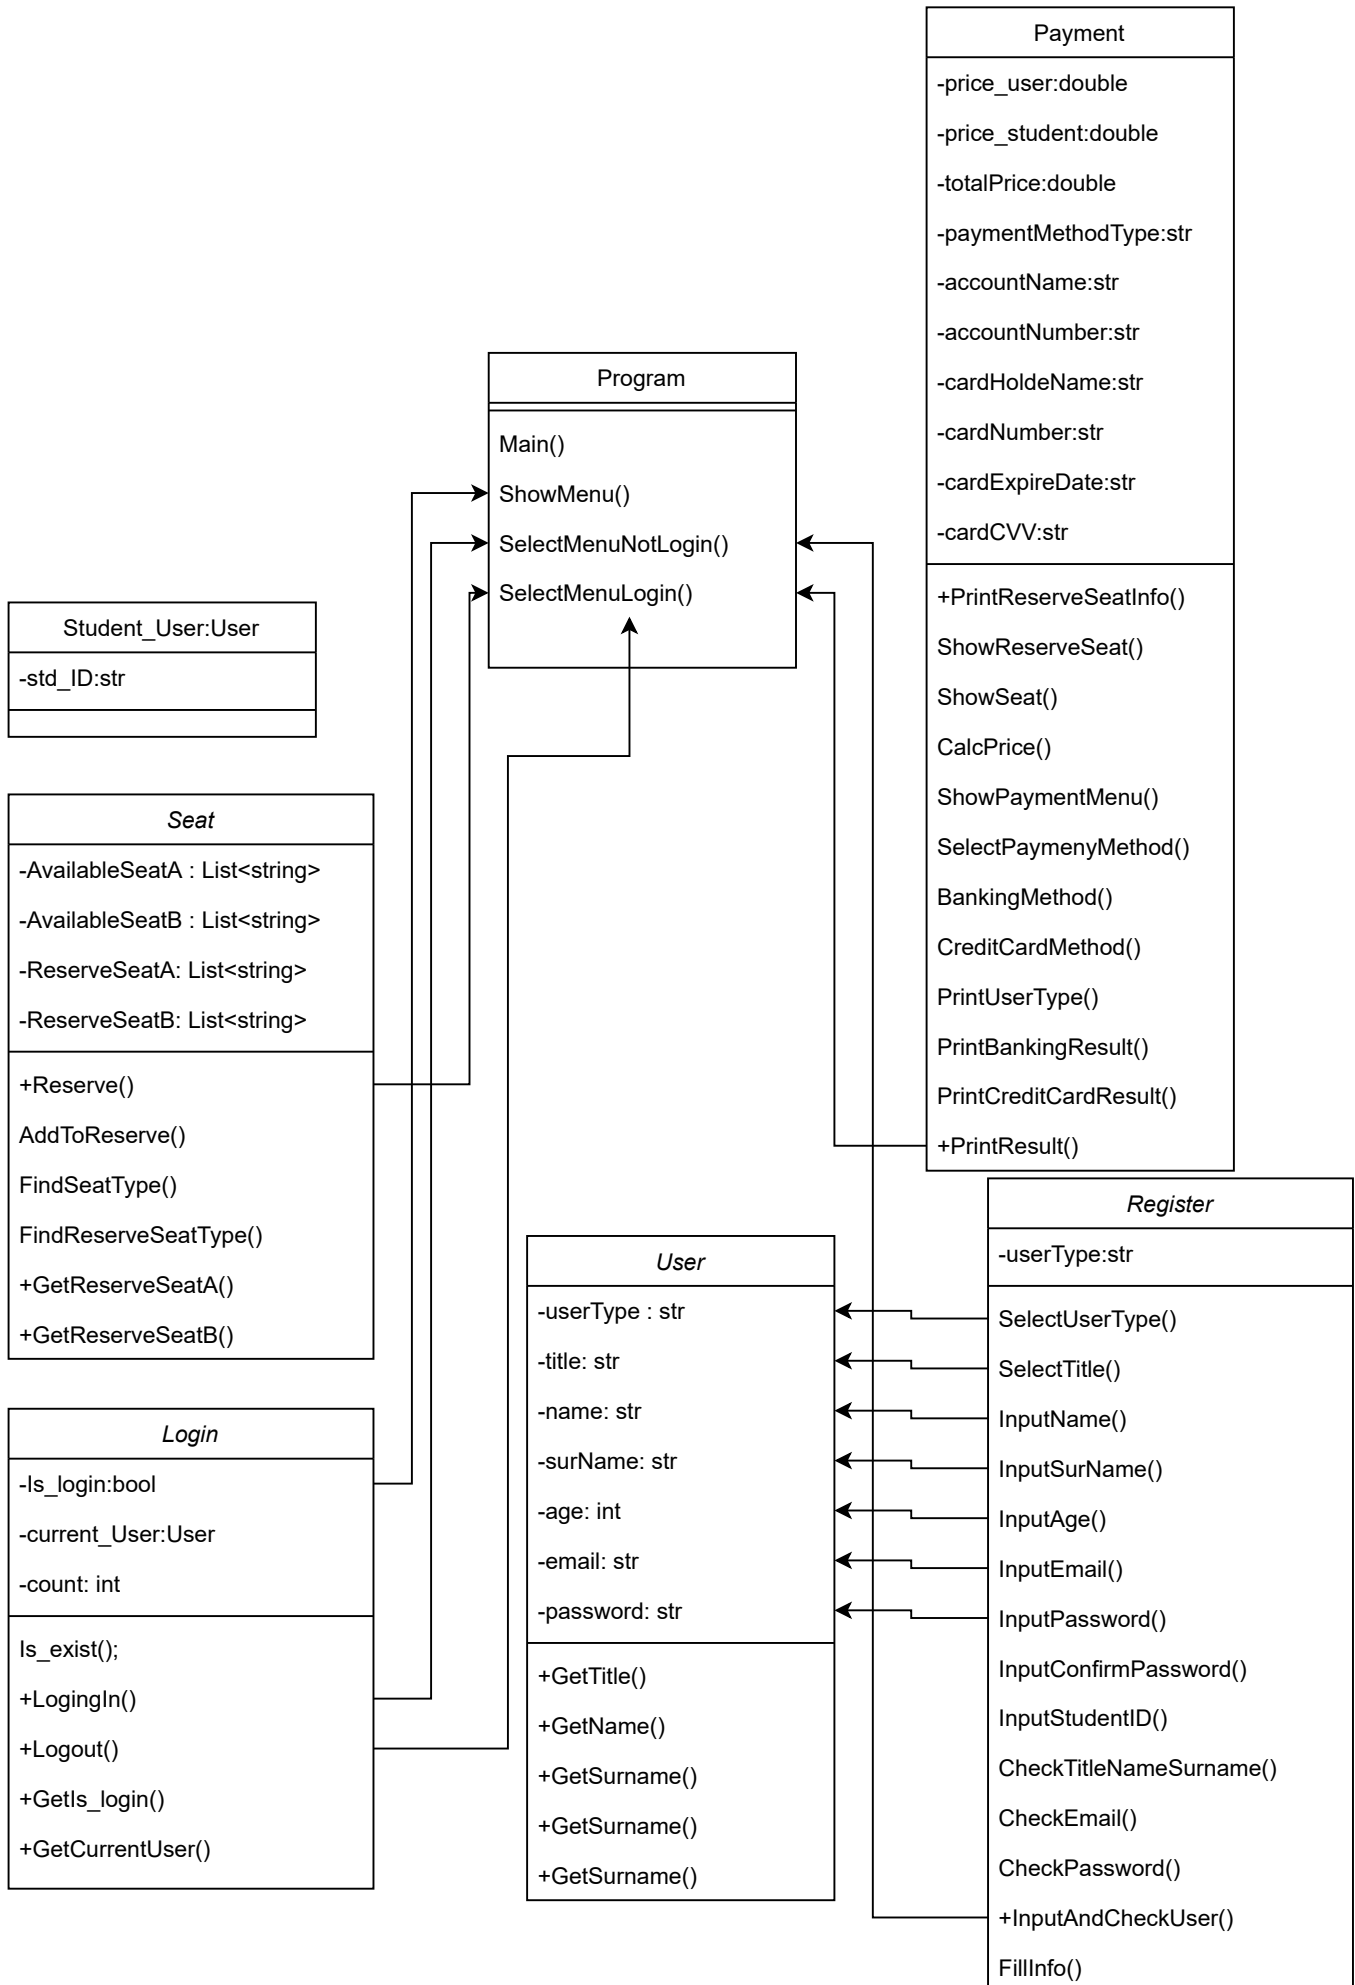 Payment
-price_user:double
-price_student:double
-totalPrice:double
-paymentMethodType:str
-accountName:str
-accountNumber:str
-cardHoldeName:str
-cardNumber:str
-cardExpireDate:str
-cardCVV:str
+PrintReserveSeatInfo()
ShowReserveSeat()
ShowSeat()
CalcPrice()
ShowPaymentMenu()
SelectPaymenyMethod()
BankingMethod()
CreditCardMethod()
PrintUserType()
PrintBankingResult()
PrintCreditCardResult()
+PrintResult()
Program
Main()
ShowMenu()
SelectMenuNotLogin()
SelectMenuLogin()
Student_User:User
-std_ID:str
Seat
-AvailableSeatA : List<string>
-AvailableSeatB : List<string>
-ReserveSeatA: List<string>
-ReserveSeatB: List<string>
+Reserve()
AddToReserve()
FindSeatType()
FindReserveSeatType()
+GetReserveSeatA()
+GetReserveSeatB()
Login
-Is_login:bool
-current_User:User
-count: int
Is_exist();
+LogingIn()
+Logout()
+GetIs_login()
+GetCurrentUser()
User
-userType : str
-title: str
-name: str
-surName: str
-age: int
-email: str
-password: str
+GetTitle()
+GetName()
+GetSurname()
+GetSurname()
+GetSurname()
Register
-userType:str
SelectUserType()
SelectTitle()
InputName()
InputSurName()
InputAge()
InputEmail()
InputPassword()
InputConfirmPassword()
InputStudentID()
CheckTitleNameSurname()
CheckEmail()
CheckPassword()
+InputAndCheckUser()
FillInfo()